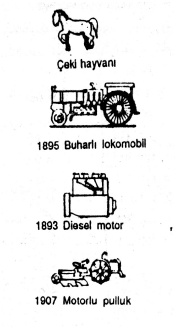 Çeki hayvanı
1895 Buharlı lokomobil
1893 Diesel motor
1907 Motorlu pulluk